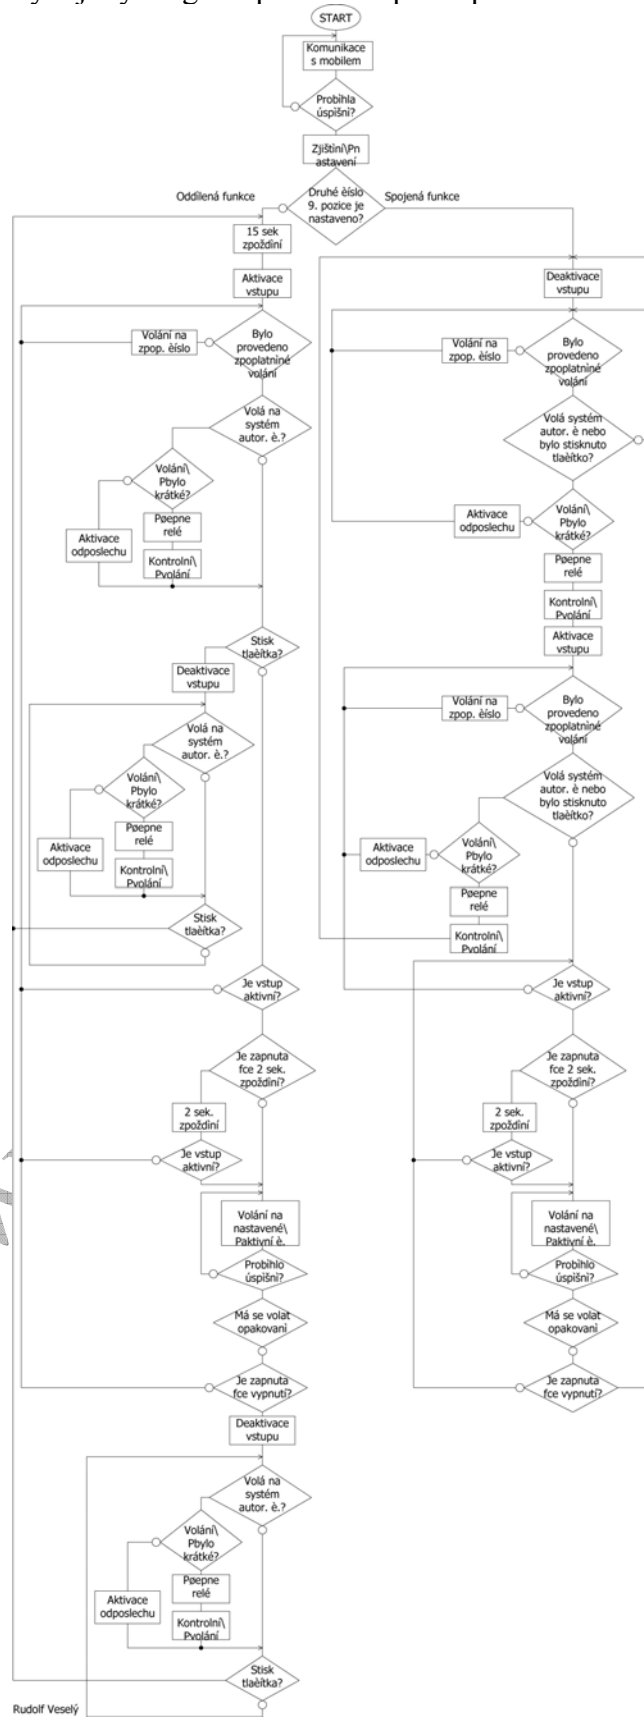 START
Komunikace
s mobilem
Probìhla
úspìšnì?
Zjištìní\Pn
astavení
Druhé èíslo
9. pozice je
nastaveno?
Oddìlená funkce
Spojená funkce
15 sek
zpoždìní
Aktivace
vstupu
Bylo
provedeno
zpoplatnìné
volání
Volání na
zpop. èíslo
Volá na
systém
autor. è.?
Volání\
Pbylo
krátké?
Pøepne
relé
Aktivace
odposlechu
Kontrolní\
Pvolání
Stisk
tlaèítka?
Deaktivace
vstupu
Volá na
systém
autor. è.?
Volání\
Pbylo
krátké?
Pøepne
relé
Aktivace
odposlechu
Kontrolní\
Pvolání
Stisk
tlaèítka?
Je vstup
aktivní?
Je zapnuta
fce 2 sek.
zpoždìní?
2 sek.
zpoždìní
Je vstup
aktivní?
Volání na
nastavené\
Paktivní è.
Probìhlo
úspìšnì?
Má se volat
opakovanì
Je zapnuta
fce vypnutí?
Deaktivace
vstupu
Volá na
systém
autor. è.?
Volání\
Pbylo
krátké?
Pøepne
relé
Aktivace
odposlechu
Kontrolní\
Pvolání
Stisk
tlaèítka?
Deaktivace
vstupu
Bylo
provedeno
zpoplatnìné
volání
Volání na
zpop. èíslo
Volá systém
autor. è nebo
bylo stisknuto
tlaèítko?
Volání\
Pbylo
krátké?
Aktivace
odposlechu
Pøepne
relé
Kontrolní\
Pvolání
Aktivace
vstupu
Bylo
provedeno
zpoplatnìné
volání
Volání na
zpop. èíslo
Volá systém
autor. è nebo
bylo stisknuto
tlaèítko?
Volání\
Pbylo
krátké?
Aktivace
odposlechu
Pøepne
relé
Kontrolní\
Pvolání
Je vstup
aktivní?
Je zapnuta
fce 2 sek.
zpoždìní?
2 sek.
zpoždìní
Je vstup
aktivní?
Volání na
nastavené\
Paktivní è.
Probìhlo
úspìšnì?
Má se volat
opakovanì
Je zapnuta
fce vypnutí?
Rudolf Veselý